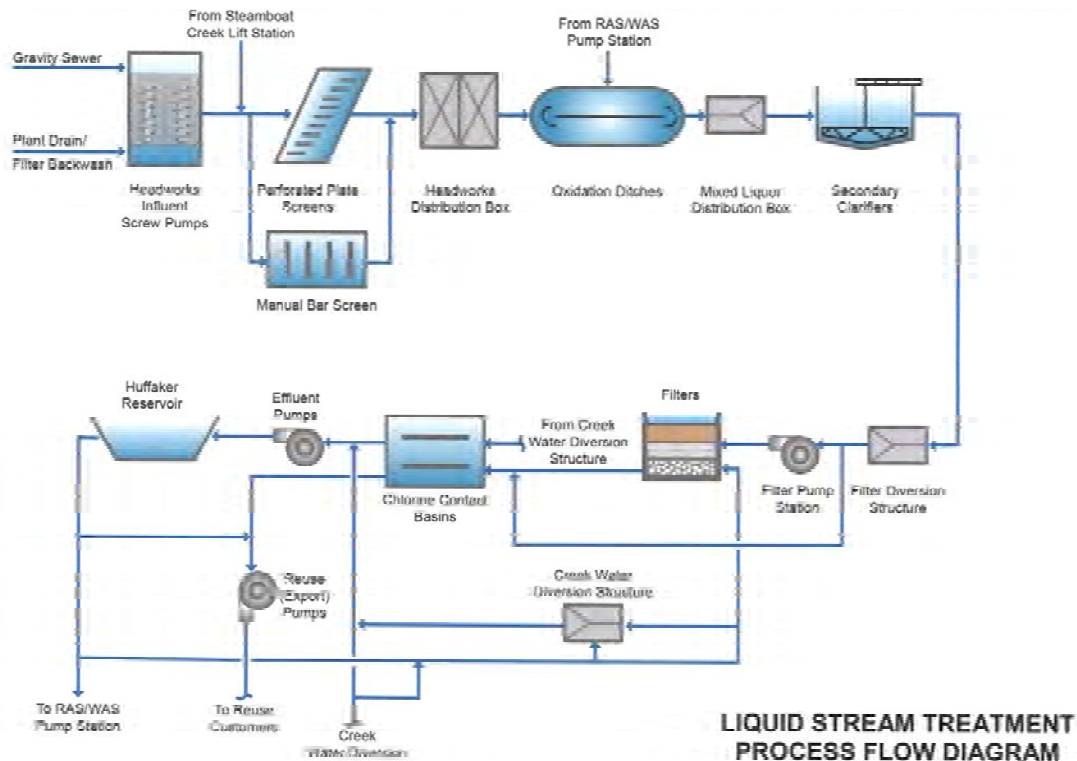 From Steamboat
Creek Lift Station
Gravity Sewer
Plant Drain/
Filter Backwash
Headworks
Influent
Screw Pumps
Perforated Plate
Screens
Manual Bar Screen
Headworks
Distribution Box
From RAS/WAS
Pump Station
Oxidation Ditches
Mixed Liquor
Distribution Box
Secondary
Clarifiers
Huffaker
Reservoir
Effluent
Pumps
Chlorine Contact
Basins
From Creek
Water Diversion
Structure
Filters
Filter Pump
Station
Filter Diversion
Structure
Reuse
(Export)
Pumps
Creek Water
Diversion Structure
To RAS/WAS
Pump Station
To Reuse
Customers
Creek
Water Diversion
LIQUID STREAM TREATMENT
PROCESS FLOW DIAGRAM